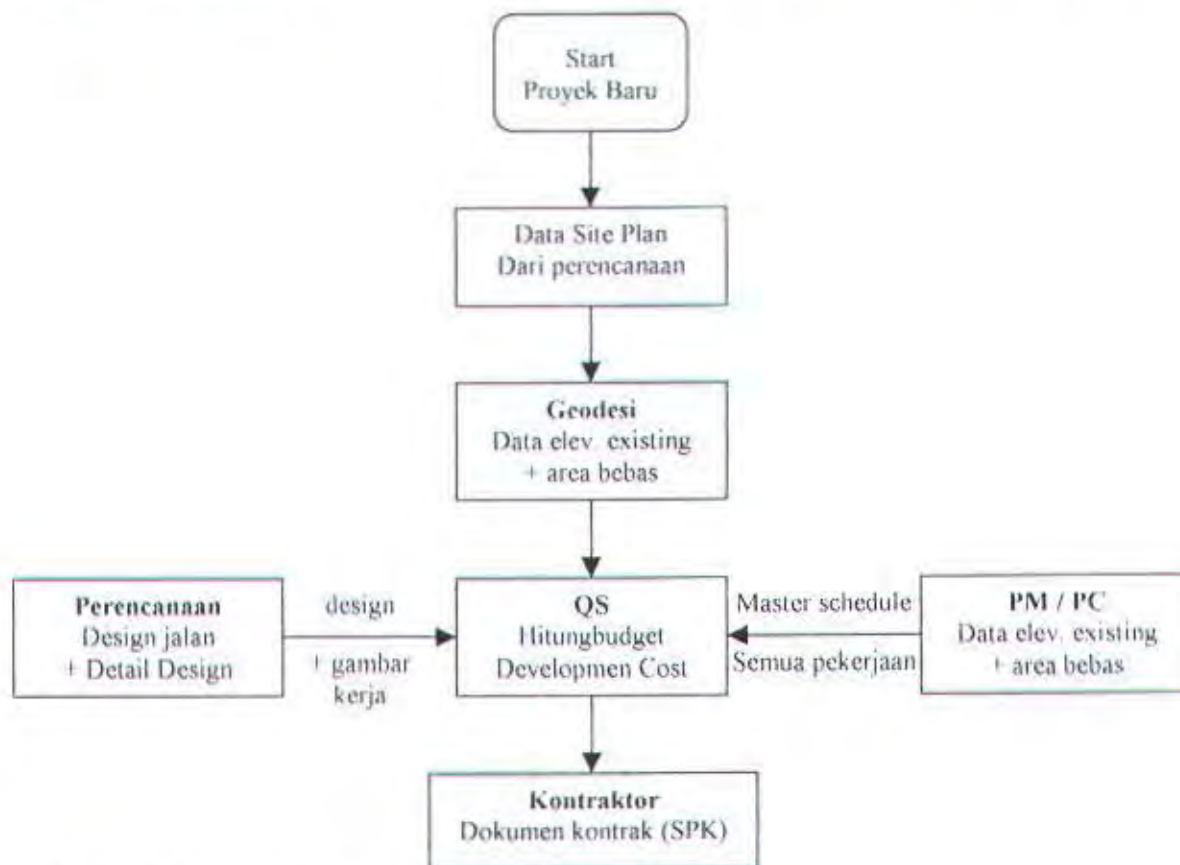 Start
Proyek Baru
Data Site Plan
Dari perencanaan
Geodesi
Data elev. existing
+ area bebas
Perencanaan
Design jalan
+ Detail Design
design
+ gambar
kerja
QS
Hitungbudget
Developmen Cost
Master schedule
Semua pekerjaan
PM / PC
Data elev. existing
+ area bebas
Kontraktor
Dokumen kontrak (SPK)